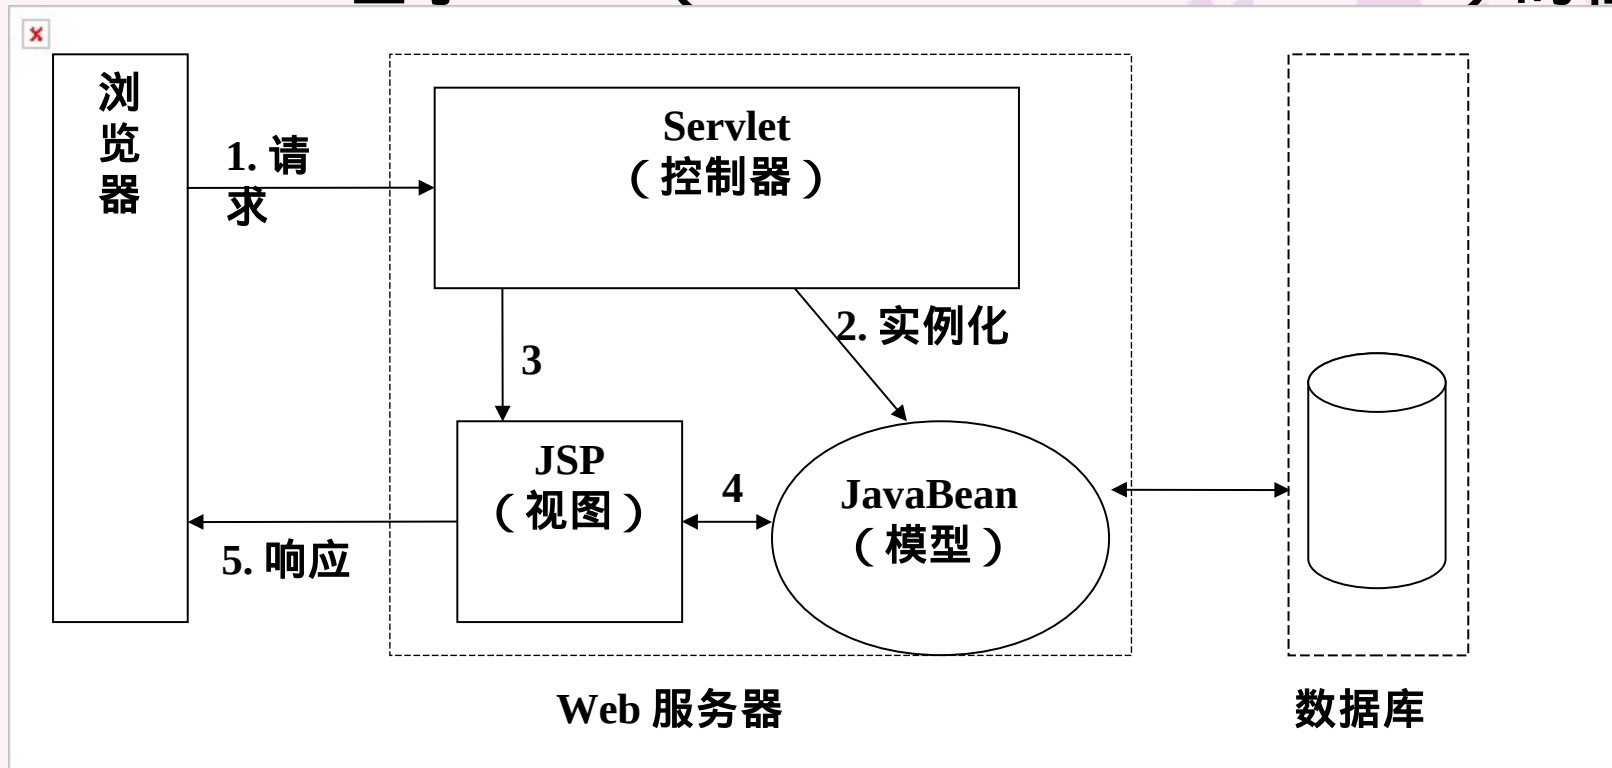 浏
览
器
1. 请
求
Servlet
（控制器）
2. 实例化
3
JSP
（视图）
4
JavaBean
（模型）
5. 响应
Web 服务器
数据库